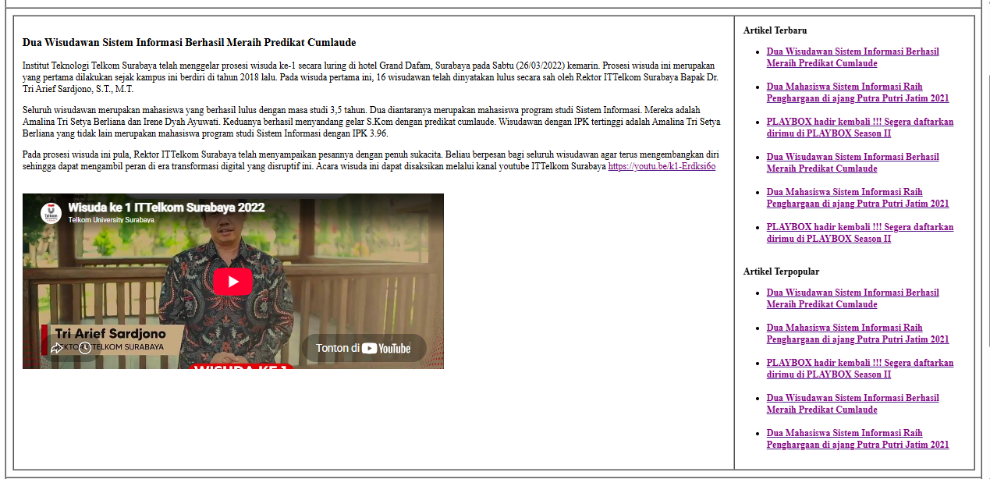 Dua Wisudawan Sistem Informasi Berhasil Meraih Predikat Cumlaude
Institut Teknologi Telkom Surabaya telah menggelar prosesi wisuda ke-1 secara luring di hotel Grand Dafam, Surabaya pada Sabtu (26/03/2022) kemarin. Prosesi wisuda ini merupakan
yang pertama dilakukan sejak kampus ini berdiri di tahun 2018 lalu. Pada wisuda pertama ini, 16 wisudawan telah dinyatakan lulus secara sah oleh Rektor ITTelkom Surabaya Bapak Dr.
Tri Arief Sardjono, S.T., M.T.
Seluruh wisudawan merupakan mahasiswa yang berhasil lulus dengan masa studi 3,5 tahun. Dua diantaranya merupakan mahasiswa program studi Sistem Informasi. Mereka adalah
Amalina Tri Setya Berliana dan Irene Dyah Ayuwati. Keduanya berhasil menyandang gelar S.Kom dengan predikat cumlaude. Wisudawan dengan IPK tertinggi adalah Amalina Tri Setya
Berliana yang tidak lain merupakan mahasiswa program studi Sistem Informasi dengan IPK 3.96.
Pada prosesi wisuda ini pula, Rektor ITTelkom Surabaya telah menyampaikan pesannya dengan penuh sukacita. Beliau berpesan bagi seluruh wisudawan agar terus mengembangkan diri
sehingga dapat mengambil peran di era transformasi digital yang disruptif ini. Acara wisuda ini dapat disaksikan melalui kanal youtube ITTelkom Surabaya https://youtu.be/k1-Erdksi6o
Wisuda ke 1 ITTelkom Surabaya 2022
Telkom University Surabaya
Tri Arief Sardjono
TELKOM SURABAYA
Tonton di YouTube
WISUDA KE 1
Artikel Terbaru
Dua Wisudawan Sistem Informasi Berhasil
Meraih Predikat Cumlaude
Dua Mahasiswa Sistem Informasi Raih
Penghargaan di ajang Putra Putri Jatim 2021
PLAYBOX hadir kembali !!! Segera daftarkan
dirimu di PLAYBOX Season II
Dua Wisudawan Sistem Informasi Berhasil
Meraih Predikat Cumlaude
Dua Mahasiswa Sistem Informasi Raih
Penghargaan di ajang Putra Putri Jatim 2021
PLAYBOX hadir kembali !!! Segera daftarkan
dirimu di PLAYBOX Season II
Artikel Terpopular
Dua Wisudawan Sistem Informasi Berhasil
Meraih Predikat Cumlaude
Dua Mahasiswa Sistem Informasi Raih
Penghargaan di ajang Putra Putri Jatim 2021
PLAYBOX hadir kembali !!! Segera daftarkan
dirimu di PLAYBOX Season II
Dua Wisudawan Sistem Informasi Berhasil
Meraih Predikat Cumlaude
Dua Mahasiswa Sistem Informasi Raih
Penghargaan di ajang Putra Putri Jatim 2021